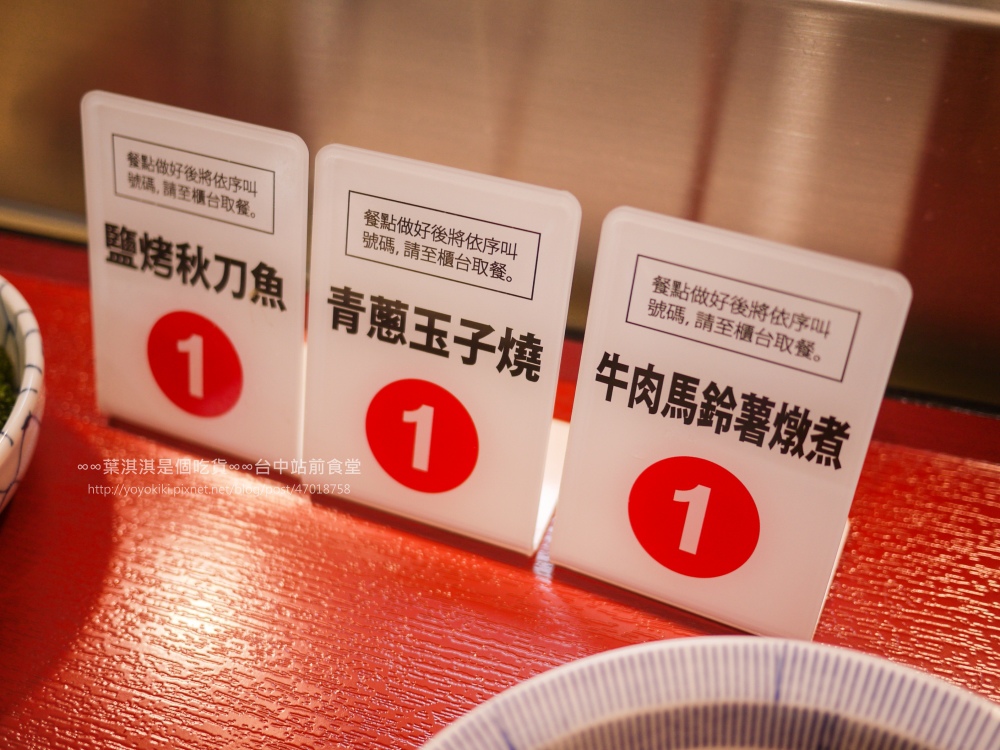 餐點做好後將依序叫
號碼,請至櫃台取餐。
鹽烤秋刀魚
1
餐點做好後將依序叫
號碼,請至櫃台取餐。
青蔥玉子燒
1
餐點做好後將依序叫
號碼,請至櫃台取餐。
牛肉馬鈴薯燉煮
1
∞∞葉淇淇是個吃貨∞∞台中站前食堂
http://yoyokiki.pixnet.net/blog/post/47018758